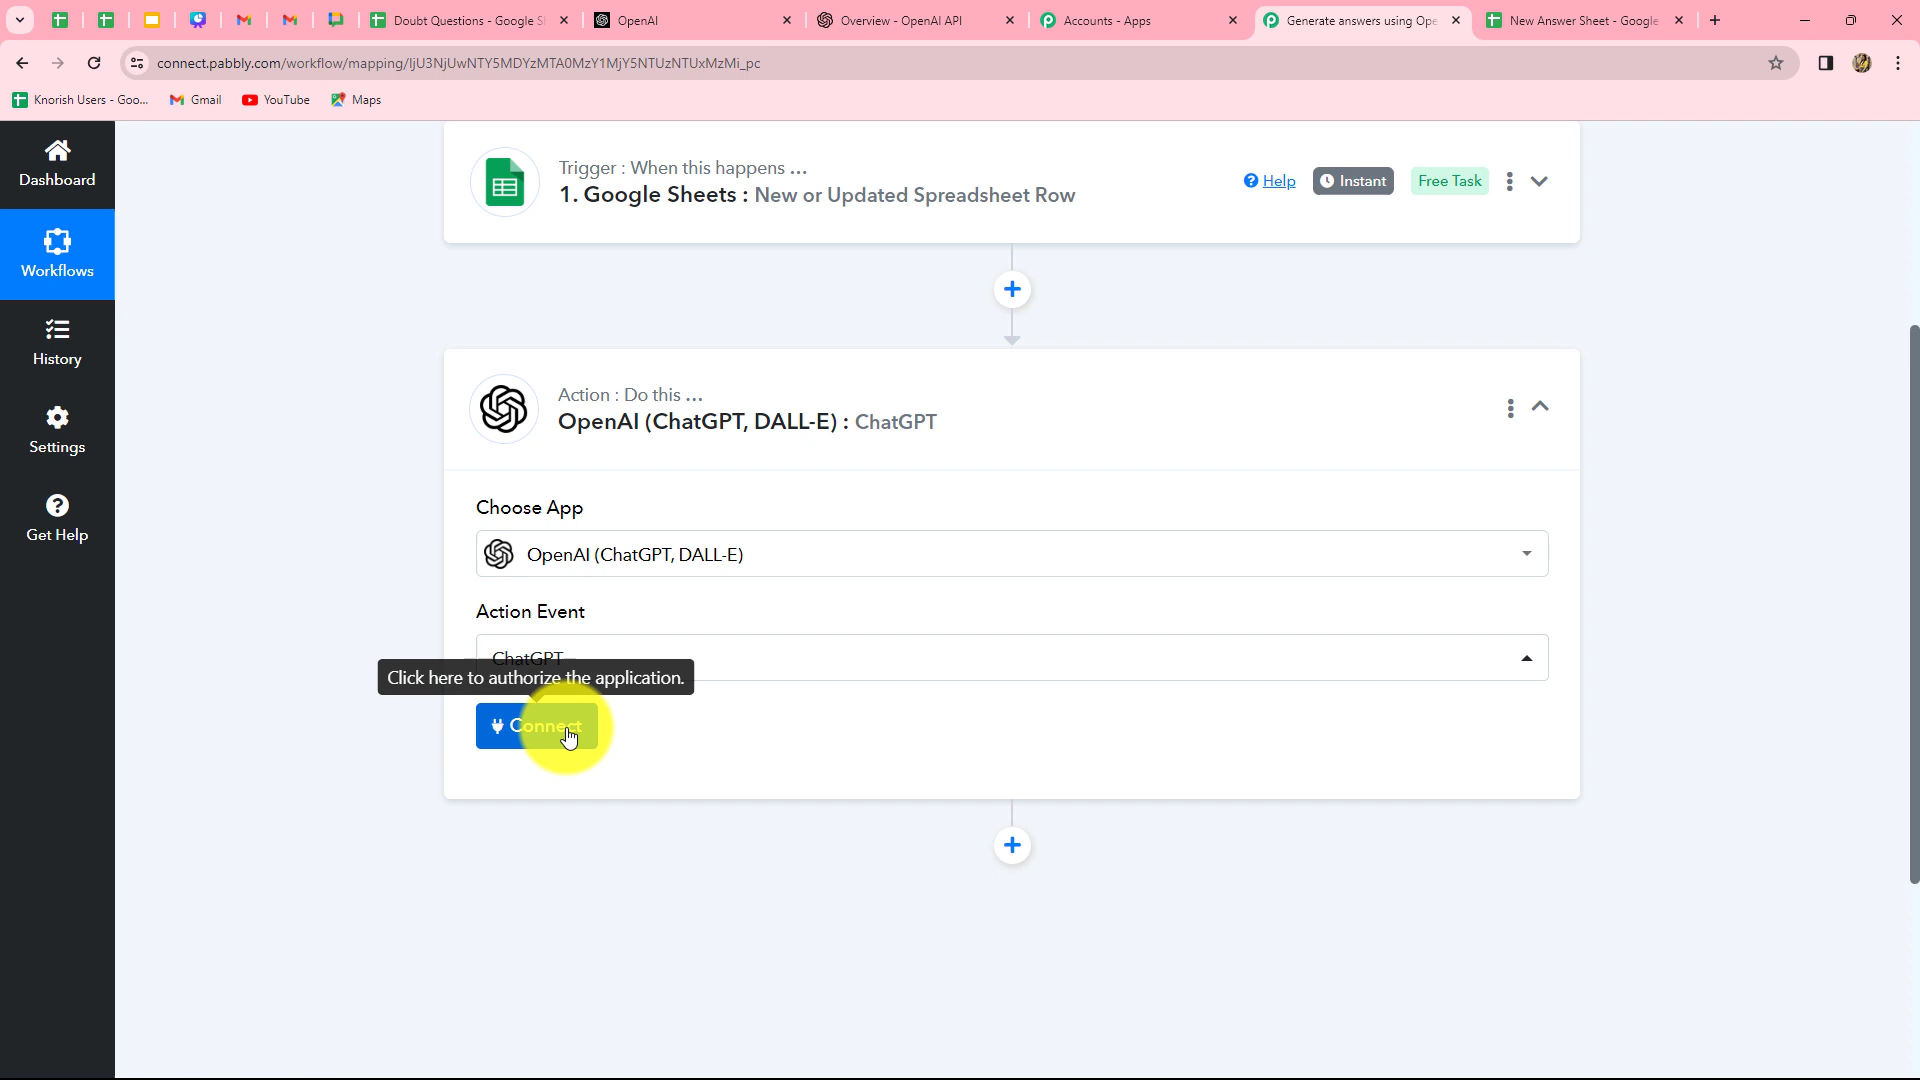 Doubt Questions - Google S
OpenAI
Overview - OpenAI API
Accounts - Apps
Generate answers using Ope
New Answer Sheet - Google
connect.pabbly.com/workflow/mapping/IjU3NjUwNTY5MDYzMTA0MzY1MjY5NTUzNTUxMzMi_pc
Knorish Users - Goo...
Gmail
YouTube
Maps
Dashboard
Workflows
History
Settings
Get Help
Trigger : When this happens ...
1. Google Sheets : New or Updated Spreadsheet Row
Help
Instant
Free Task
Action : Do this ...
OpenAI (ChatGPT, DALL-E) : ChatGPT
Choose App
OpenAI (ChatGPT, DALL-E)
Action Event
ChatGPT
Click here to authorize the application.
Connect